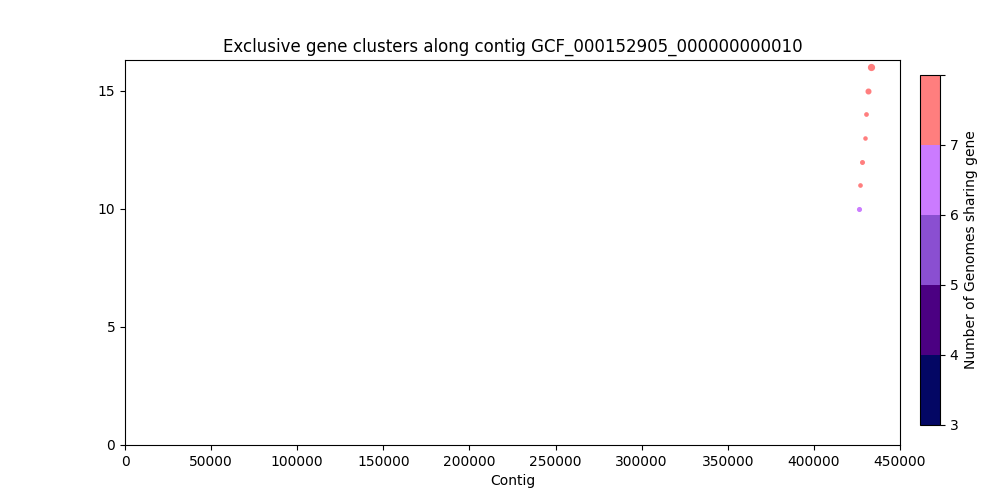 Exclusive gene clusters along contig GCF_000152905_000000000010
15
10
5
0
0 50000 100000 150000 200000 250000 300000 350000 400000 450000
Contig
7
6
5
4
3
Number of Genomes sharing gene